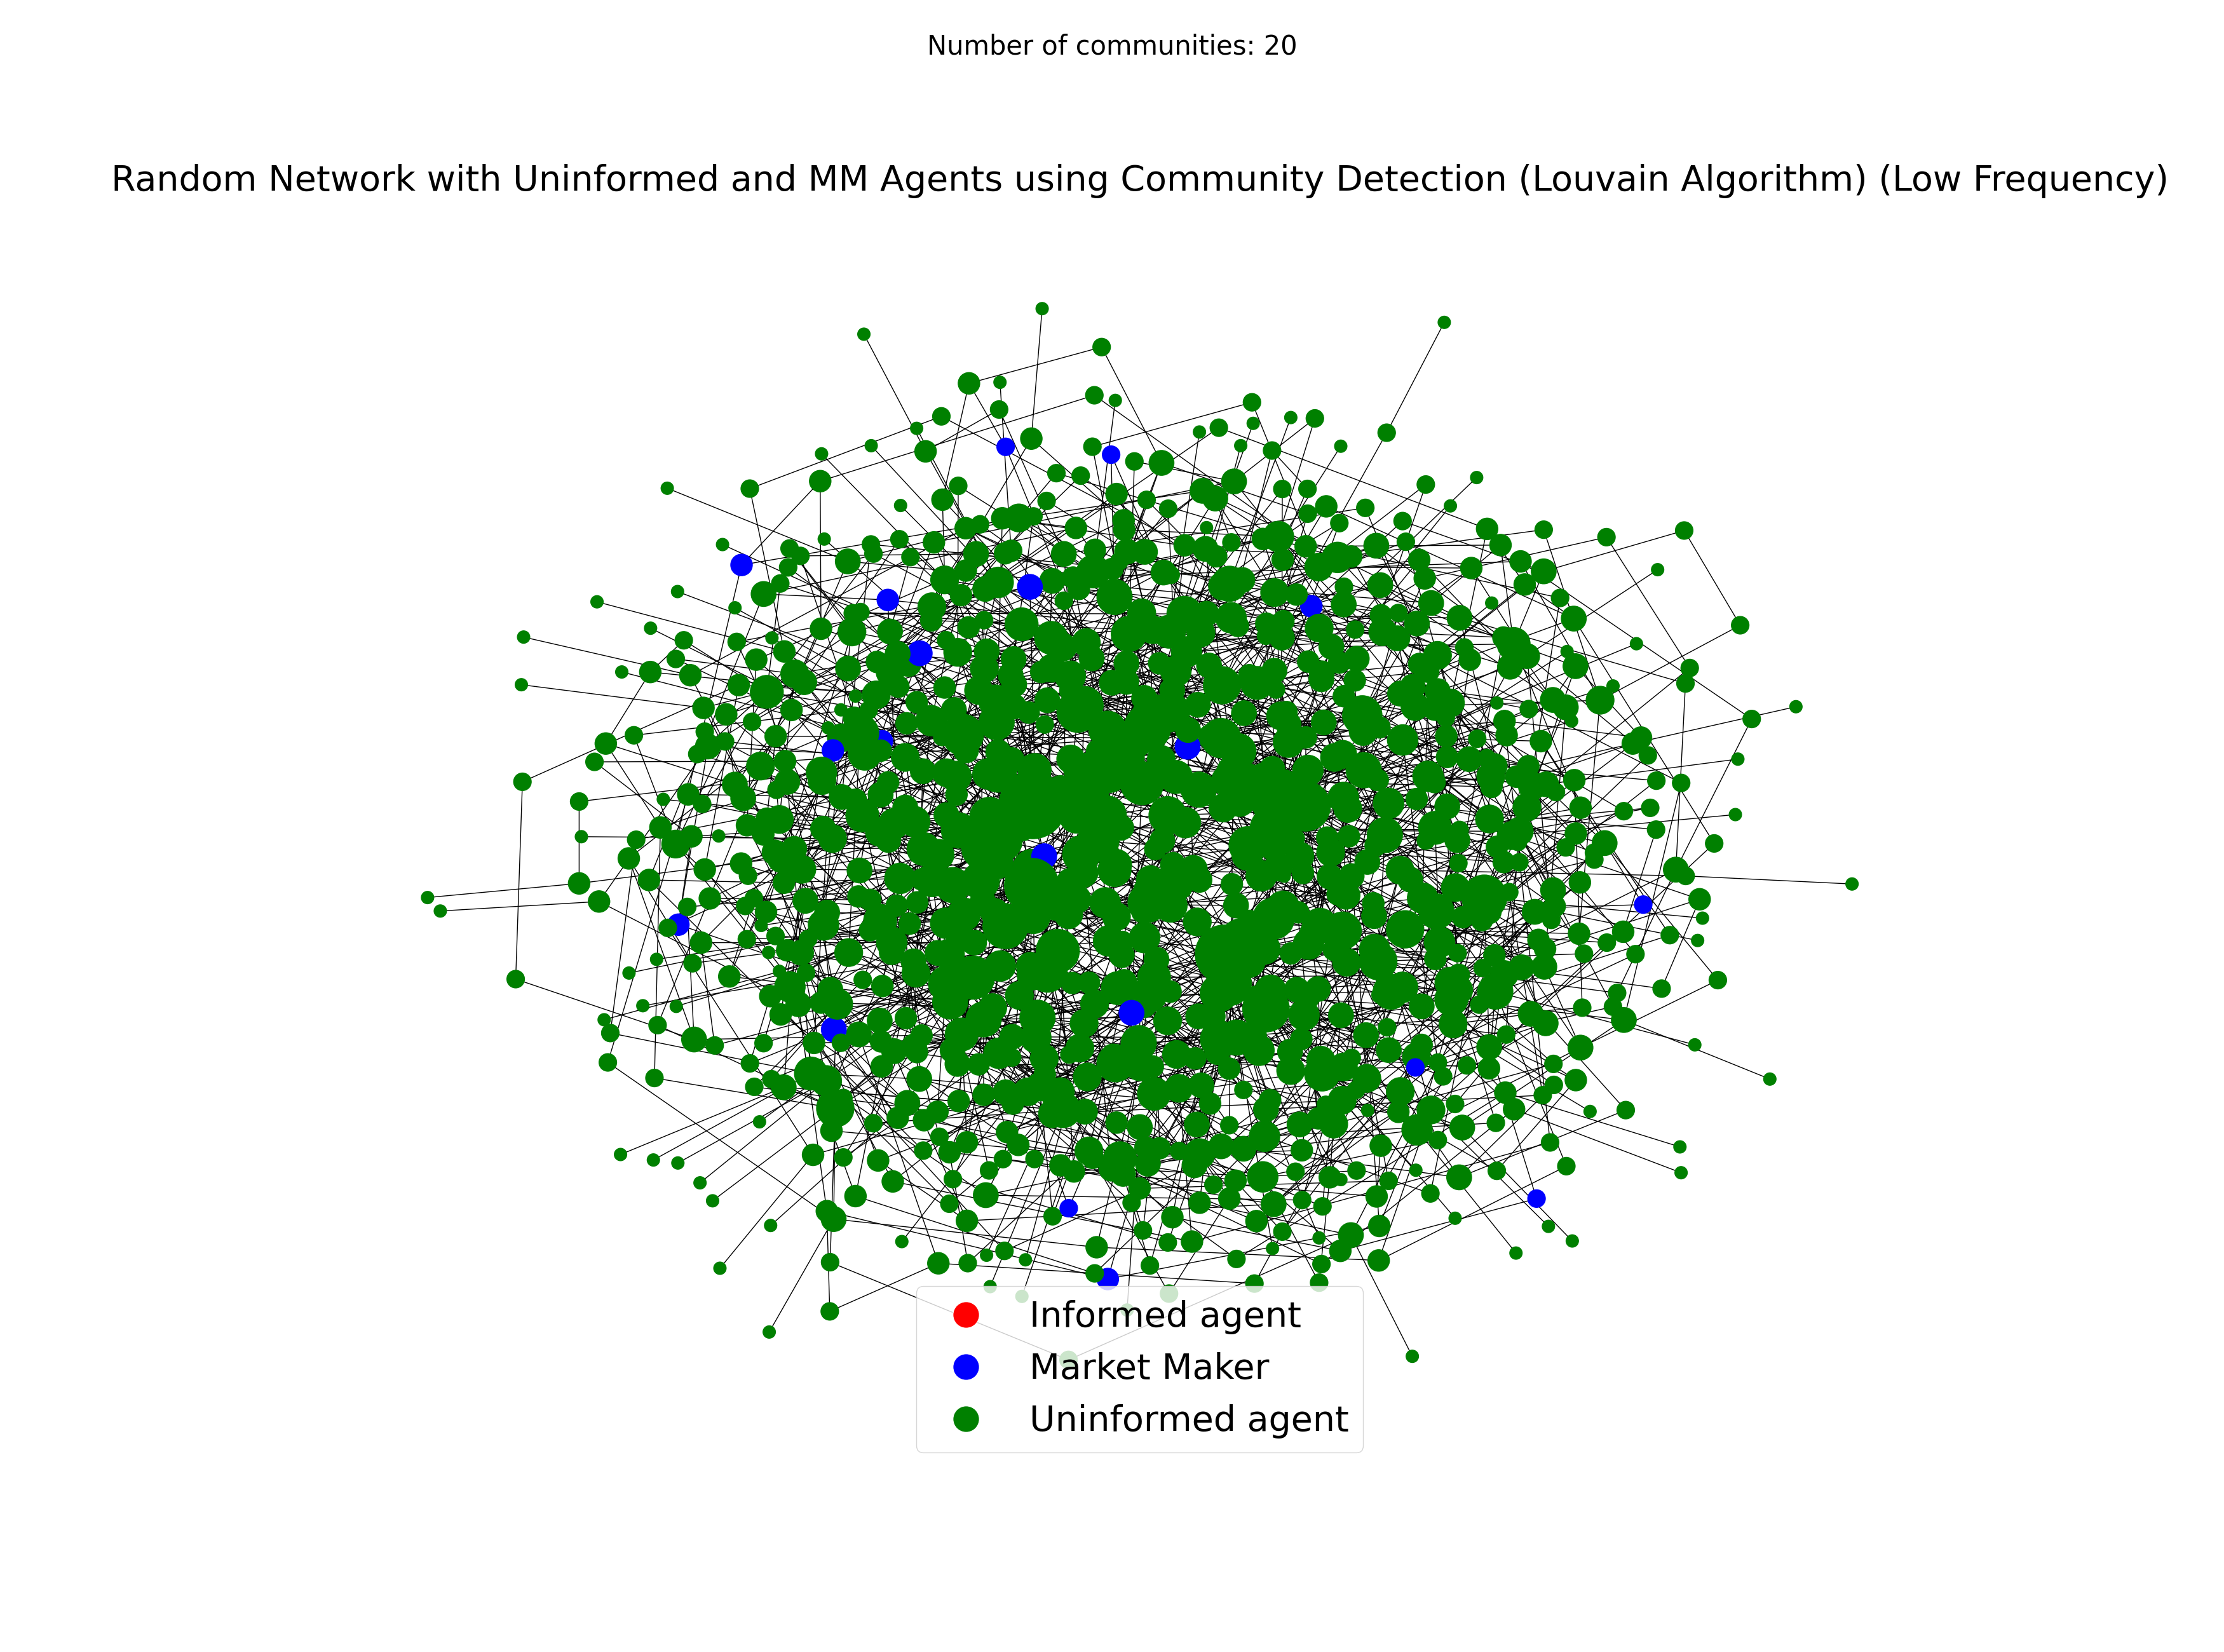 Number of communities: 20
Random Network with Uninformed and MM Agents using Community Detection (Louvain Algorithm) (Low Frequency)
Informed agent
Market Maker
Uninformed agent